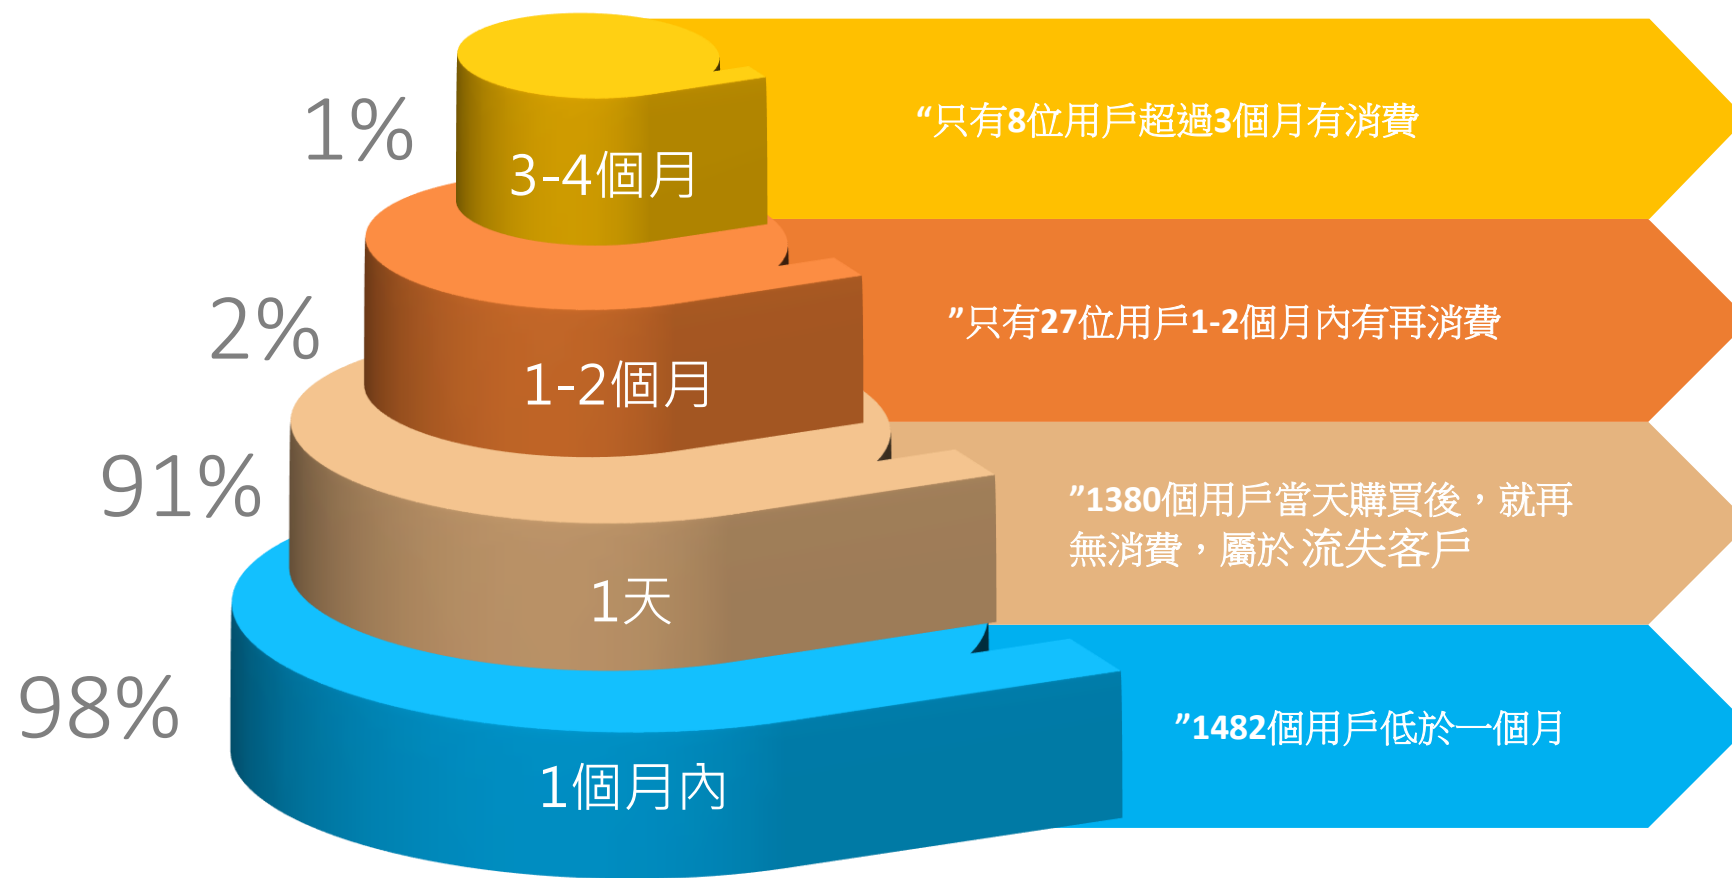 1%
3-4個月
“只有8位用戶超過3個月有消費
2%
1-2個月
”只有27位用戶1-2個月內有再消費
91%
1天
”1380個用戶當天購買後，就再
無消費，屬於 流失客戶
98%
1個月內
”1482個用戶低於一個月